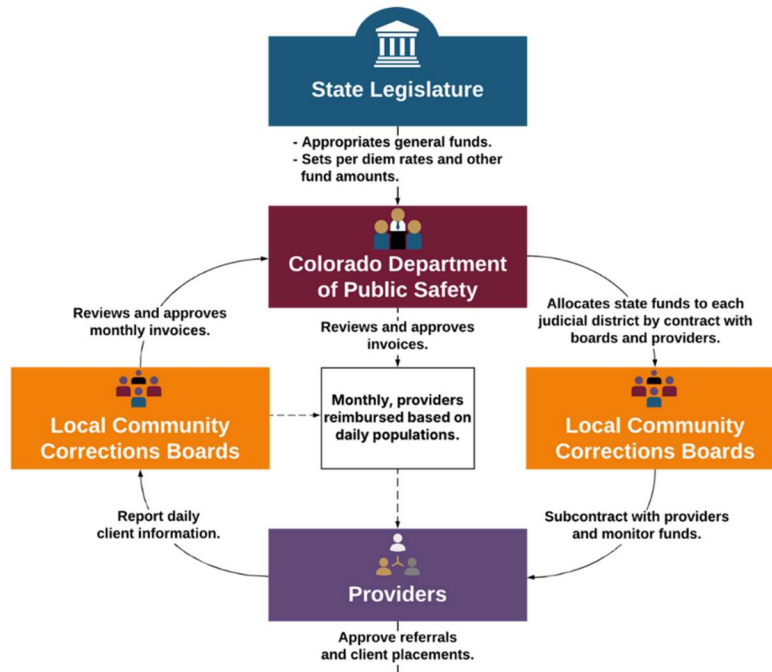 State Legislature
- Appropriates general funds.
- Sets per diem rates and other
fund amounts.
Colorado Department
of Public Safety
Reviews and approves
monthly invoices.
Reviews and approves
invoices.
Allocates state funds to each
judicial district by contract with
boards and providers.
Local Community
Corrections Boards
Monthly, providers
reimbursed based on
daily populations.
Local Community
Corrections Boards
Report daily
client information.
Subcontract with providers
and monitor funds.
Providers
Approve referrals
and client placements.